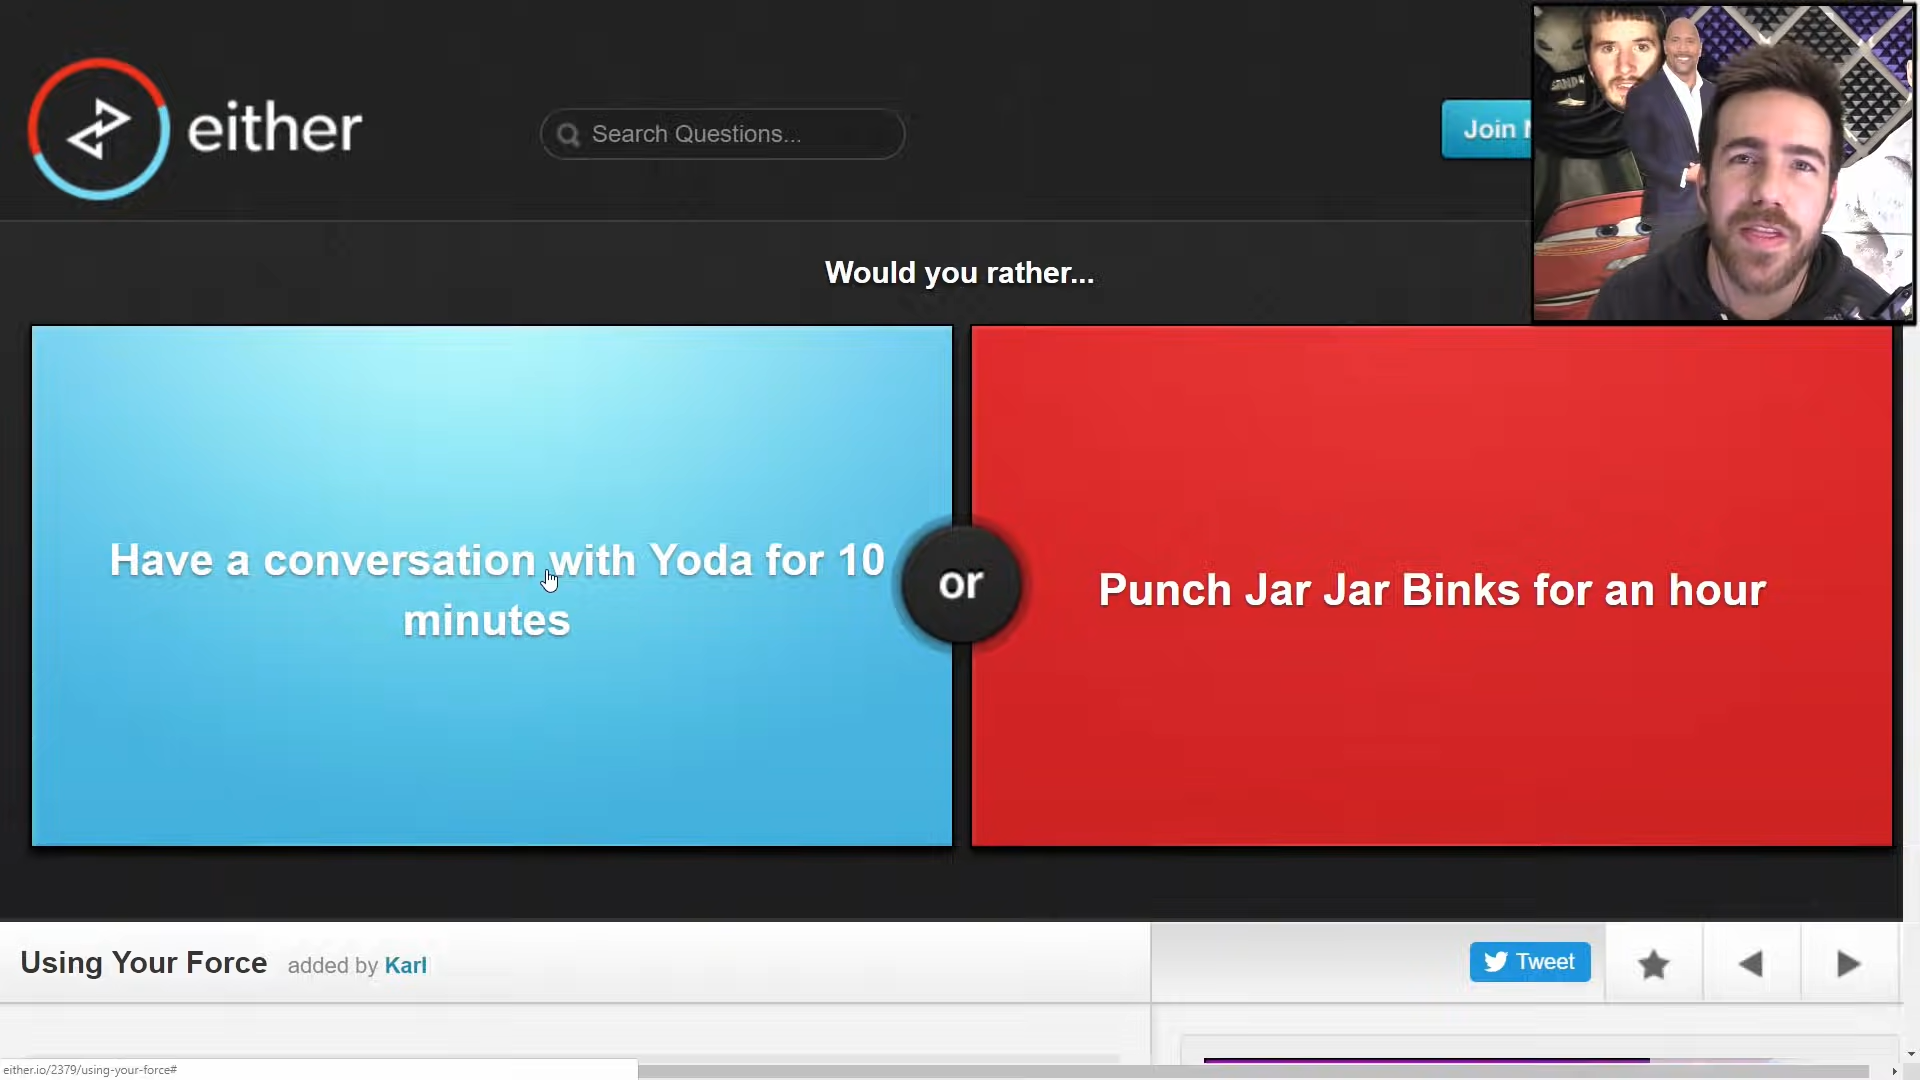 either
Search Questions...
Join
Would you rather...
Have a conversation with Yoda for 10
minutes
or
Punch Jar Jar Binks for an hour
Using Your Force added by Karl
Tweet
either.io/2379/using-your-force#